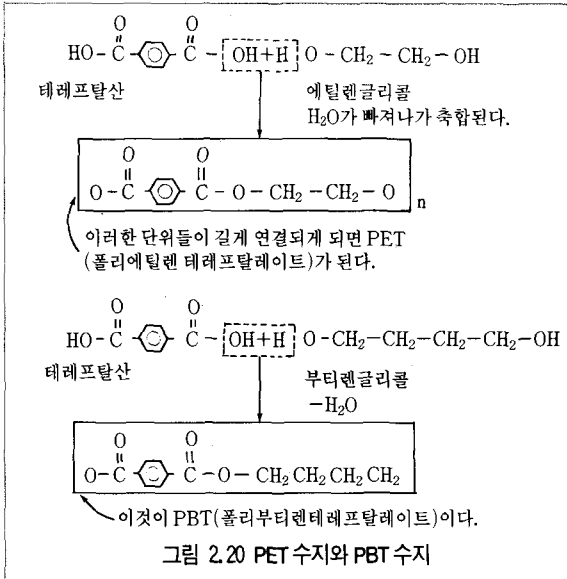 O O
HO-C C- OH+H O-CH₂-CH₂-OH
테레프탈산 에틸렌글리콜
H₂O가 빠져나가 축합된다.
O O
O-C C-O-CH₂-CH₂-O n
이러한 단위들이 길게 연결되게 되면 PET
(폴리에틸렌 테레프탈레이트)가 된다.
O O
HO-C C- OH+H O-CH₂-CH₂-CH₂-CH₂-OH
테레프탈산 부티렌글리콜
-H₂O
O O
O-C C-O-CH₂CH₂CH₂CH₂
이것이 PBT(폴리부티렌테레프탈레이트)이다.
그림 2.20 PET 수지와 PBT 수지